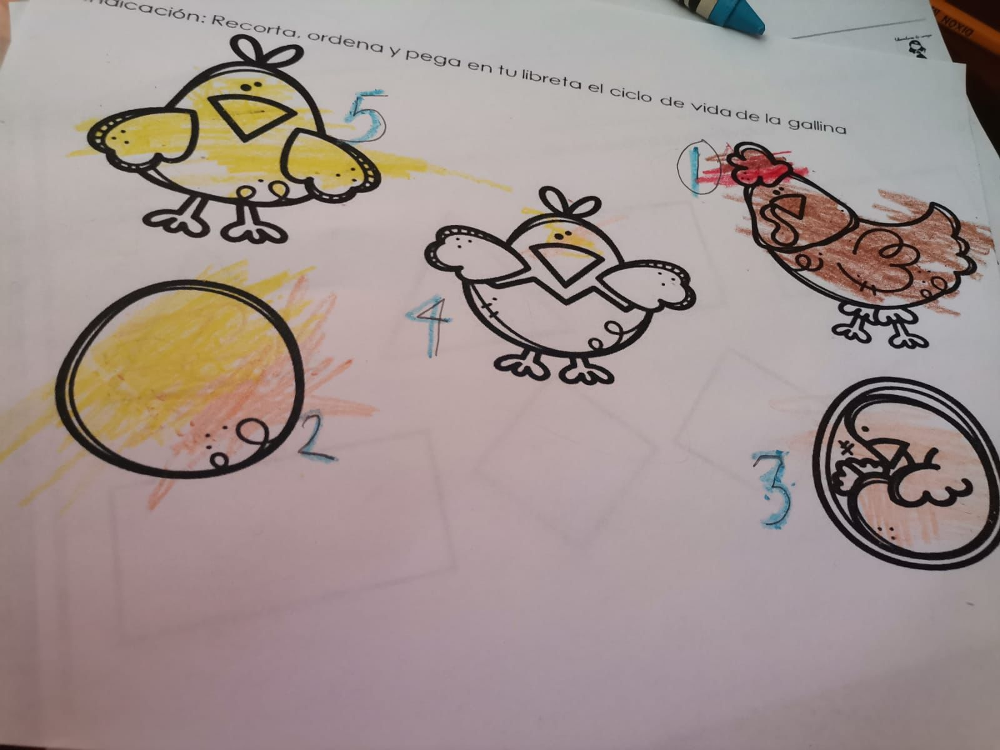 Indicación: Recorta, ordena y pega en tu libreta el ciclo de vida de la gallina
5
1
4
2
3
DIXON